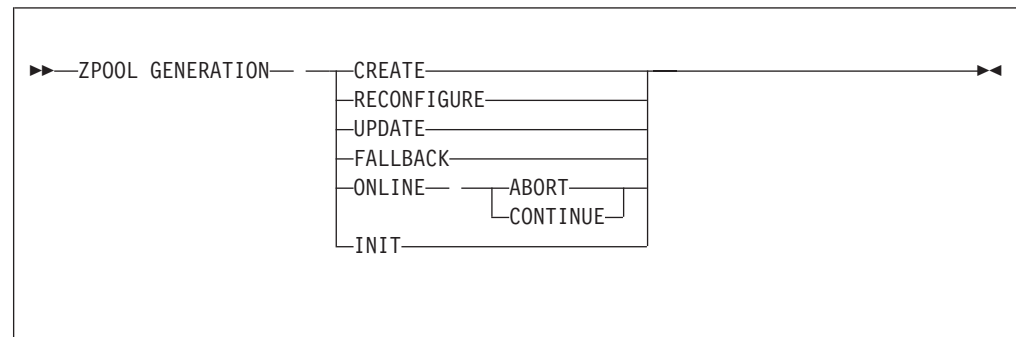 ZPOOL GENERATION CREATE
RECONFIGURE
UPDATE
FALLBACK
ONLINE ABORT
CONTINUE
INIT